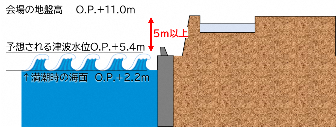 会場の地盤高　O.P.+11.0m
5m以上
予想される津波水位O.P.+5.4m
↑満潮時の海面 O.P.+2.2m